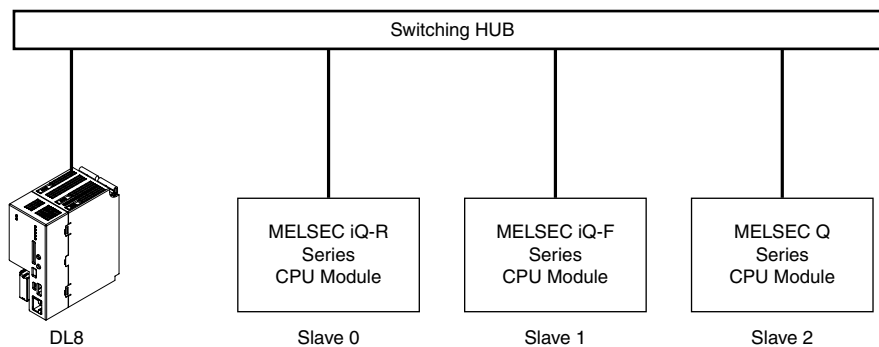 Switching HUB
MELSEC iQ-R
Series
CPU Module
MELSEC iQ-F
Series
CPU Module
MELSEC Q
Series
CPU Module
DL8
Slave 0
Slave 1
Slave 2